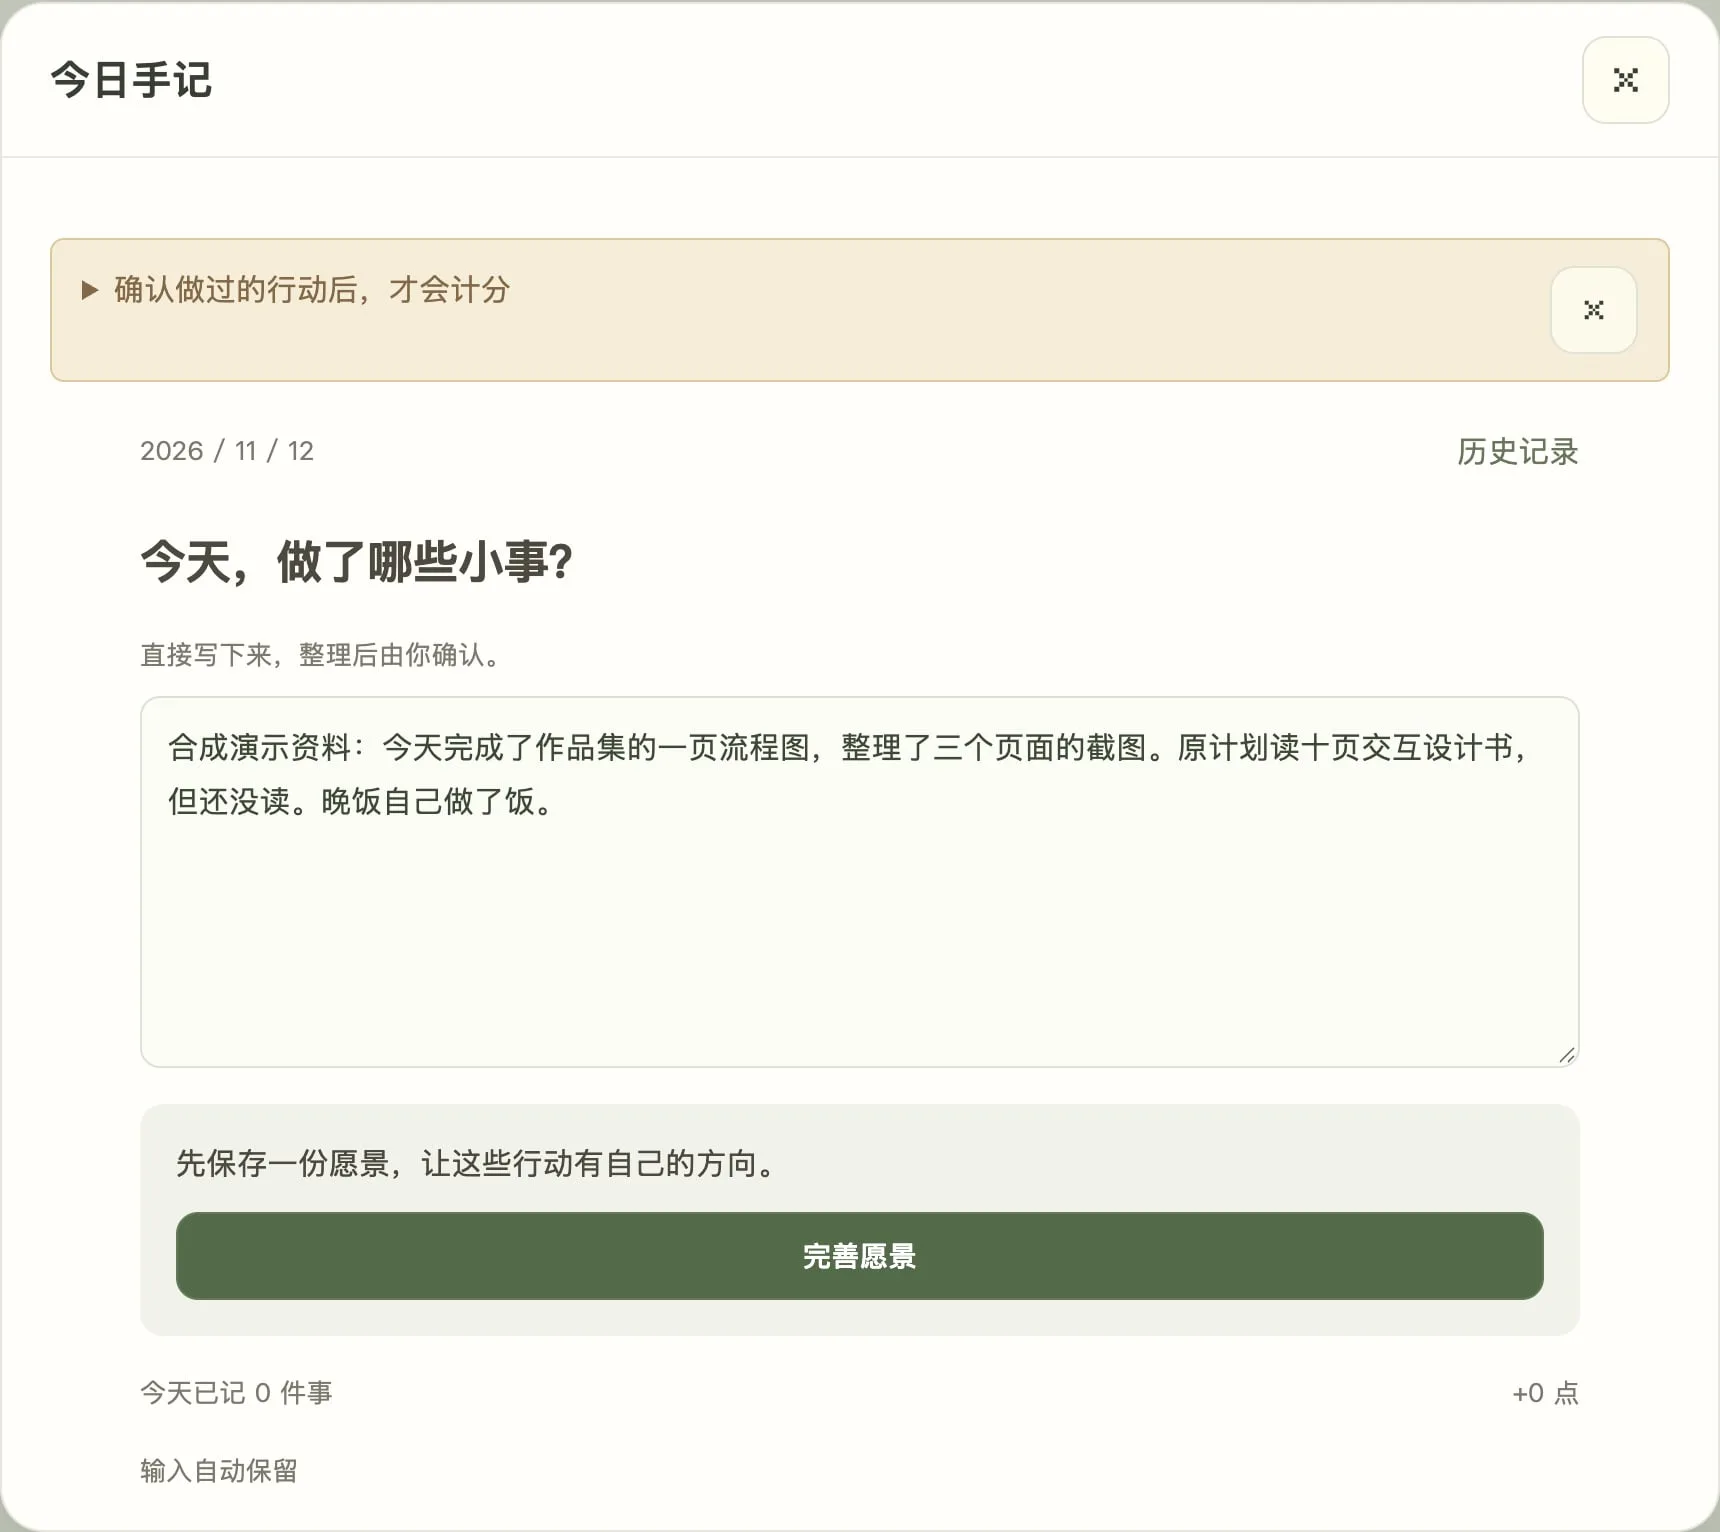 今日手记
确认做过的行动后，才会计分
2026 / 11 / 12
历史记录
今天，做了哪些小事？
直接写下来，整理后由你确认。
合成演示资料：今天完成了作品集的一页流程图，整理了三个页面的截图。原计划读十页交互设计书，
但还没读。晚饭自己做了饭。
先保存一份愿景，让这些行动有自己的方向。
完善愿景
今天已记 0 件事
+0 点
输入自动保留